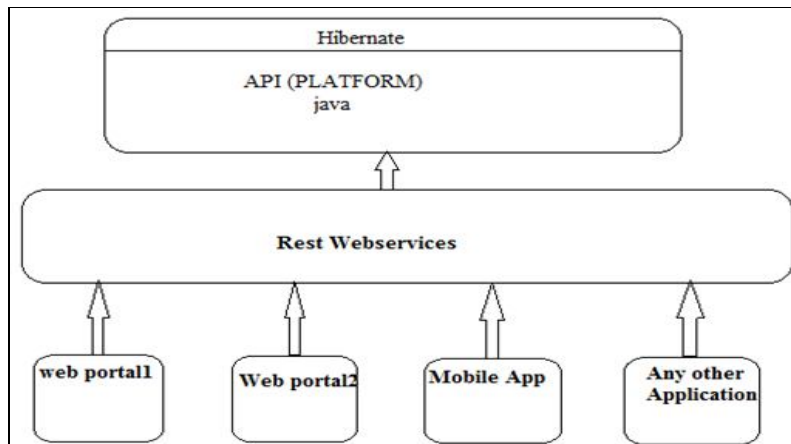 Hibernate
API (PLATFORM)
java
Rest Webservices
web portal1
Web portal2
Mobile App
Any other
Application